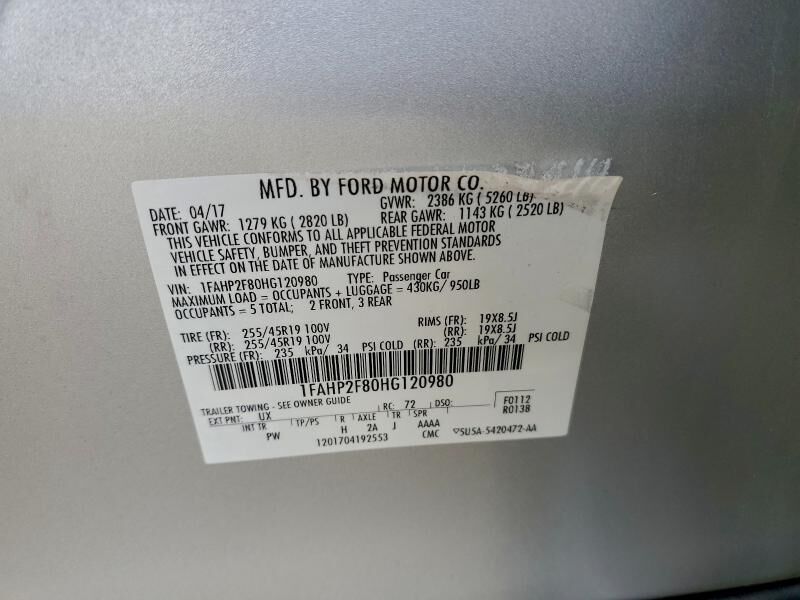 MFD. BY FORD MOTOR CO.
DATE: 04/17 GVWR: 2386 KG ( 5260 LB)
FRONT GAWR: 1279 KG ( 2820 LB) REAR GAWR: 1143 KG ( 2520 LB)
THIS VEHICLE CONFORMS TO ALL APPLICABLE FEDERAL MOTOR
VEHICLE SAFETY, BUMPER, AND THEFT PREVENTION STANDARDS
IN EFFECT ON THE DATE OF MANUFACTURE SHOWN ABOVE.
VIN: 1FAHP2F80HG120980 TYPE: Passenger Car
MAXIMUM LOAD = OCCUPANTS + LUGGAGE = 430KG/ 950LB
OCCUPANTS = 5 TOTAL; 2 FRONT, 3 REAR
TIRE (FR): 255/45R19 100V RIMS (FR): 19X8.5J
(RR): 255/45R19 100V (RR): 19X8.5J
PRESSURE (FR): 235 kPa/ 34 PSI COLD (RR): 235 kPa/ 34 PSI COLD
1FAHP2F80HG120980
TRAILER TOWING - SEE OWNER GUIDE
EXT PNT: UX RC: 72 DSO: F0112
R0138
INT TR TP/PS R AXLE TR SPR
PW H 2A J AAAA
1201704192553 CMC ▽SU5A-5420472-AA